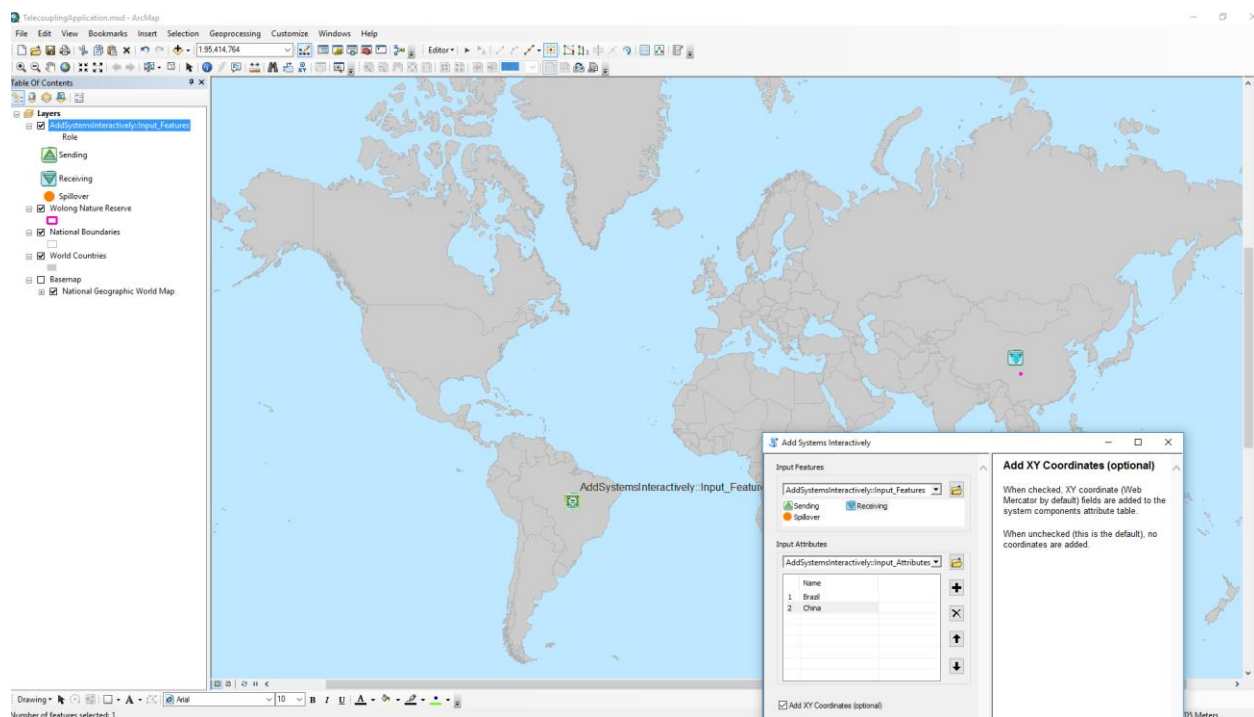 TelecouplingApplication.mxd - ArcMap
File Edit View Bookmarks Insert Selection Geoprocessing Customize Windows Help
1:95,414,764
Editor
Table Of Contents
Layers
AddSystemsInteractively::Input_Features
Role
Sending
Receiving
Spillover
Wolong Nature Reserve
National Boundaries
World Countries
Basemap
National Geographic World Map
AddSystemsInteractively::Input_Feature
Add Systems Interactively
Input Features
AddSystemsInteractively::Input_Features
Sending Receiving
Spillover
Input Attributes
AddSystemsInteractively::Input_Attributes
Name
1 Brazil
2 China
Add XY Coordinates (optional)
Add XY Coordinates (optional)
When checked, XY coordinate (Web
Mercator by default) fields are added to the
system components attribute table.
When unchecked (this is the default), no
coordinates are added.
Drawing A Arial 10 B I U A
Number of features selected: 1
05 Meters